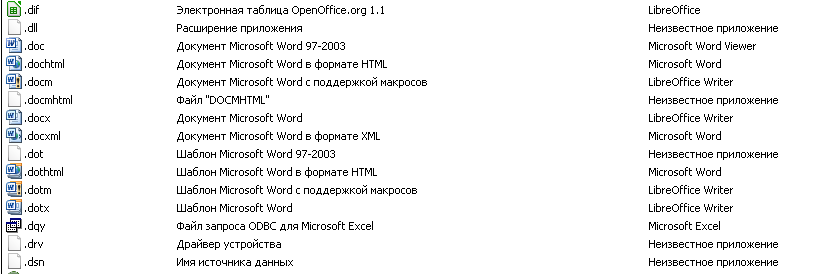 .dif Электронная таблица OpenOffice.org 1.1 LibreOffice
.dll Расширение приложения Неизвестное приложение
.doc Документ Microsoft Word 97-2003 Microsoft Word Viewer
.dochtml Документ Microsoft Word в формате HTML Microsoft Word
.docm Документ Microsoft Word с поддержкой макросов LibreOffice Writer
.docmhtml Файл "DOCMHTML" Неизвестное приложение
.docx Документ Microsoft Word LibreOffice Writer
.docxml Документ Microsoft Word в формате XML Microsoft Word
.dot Шаблон Microsoft Word 97-2003 Неизвестное приложение
.dothtml Шаблон Microsoft Word в формате HTML Microsoft Word
.dotm Шаблон Microsoft Word с поддержкой макросов LibreOffice Writer
.dotx Шаблон Microsoft Word LibreOffice Writer
.dqy Файл запроса ODBC для Microsoft Excel Microsoft Excel
.drv Драйвер устройства Неизвестное приложение
.dsn Имя источника данных Неизвестное приложение